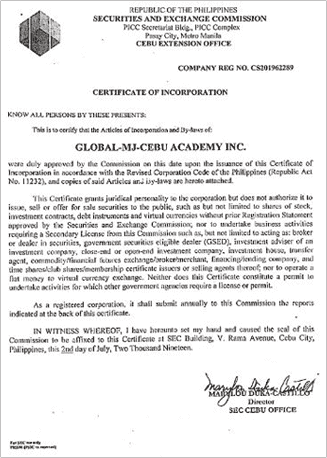 REPUBLIC OF THE PHILIPPINES
SECURITIES AND EXCHANGE COMMISSION
PICC Secretariat Bldg., PICC Complex
Pasay City, Metro Manila
CEBU EXTENSION OFFICE
COMPANY REG NO. CS201962289
CERTIFICATE OF INCORPORATION
KNOW ALL PERSONS BY THESE PRESENTS:
This is to certify that the Articles of Incorporation and By-laws of:
GLOBAL-MJ-CEBU ACADEMY INC.
were duly approved by the Commission on this date upon the issuance of this Certificate of
Incorporation in accordance with the Revised Corporation Code of the Philippines (Republic Act
No. 11232), and copies of said Articles and By-laws are hereto attached.
This Certificate grants juridical personality to the corporation but does not authorize it to
issue, sell or offer for sale securities to the public, such as but not limited to shares of stock,
investment contracts, debt instruments and virtual currencies without prior Registration Statement
approved by the Securities and Exchange Commission; nor to undertake business activities
requiring a Secondary License from this Commission such as, but not limited to acting as: broker
or dealer in securities, government securities eligible dealer (GSED), investment adviser of an
investment company, close-end or open-end investment company, investment house, transfer
agent, commodity/financial futures exchange/broker/merchant, financing/lending company, and
time shares/club shares/membership certificate issuers or selling agents thereof; nor to operate a
fiat money to virtual currency exchange. Neither does this Certificate constitute a permit to
undertake activities for which other government agencies require a license or permit.
As a registered corporation, it shall submit annually to this Commission the reports
indicated at the back of this certificate.
IN WITNESS WHEREOF, I have hereunto set my hand and caused the seal of this
Commission to be affixed to this Certificate at SEC Building, V. Rama Avenue, Cebu City,
Philippines, this 2nd day of July, Two Thousand Nineteen.
MARYLOU DUKA-CASTILLO
Director
SEC CEBU OFFICE